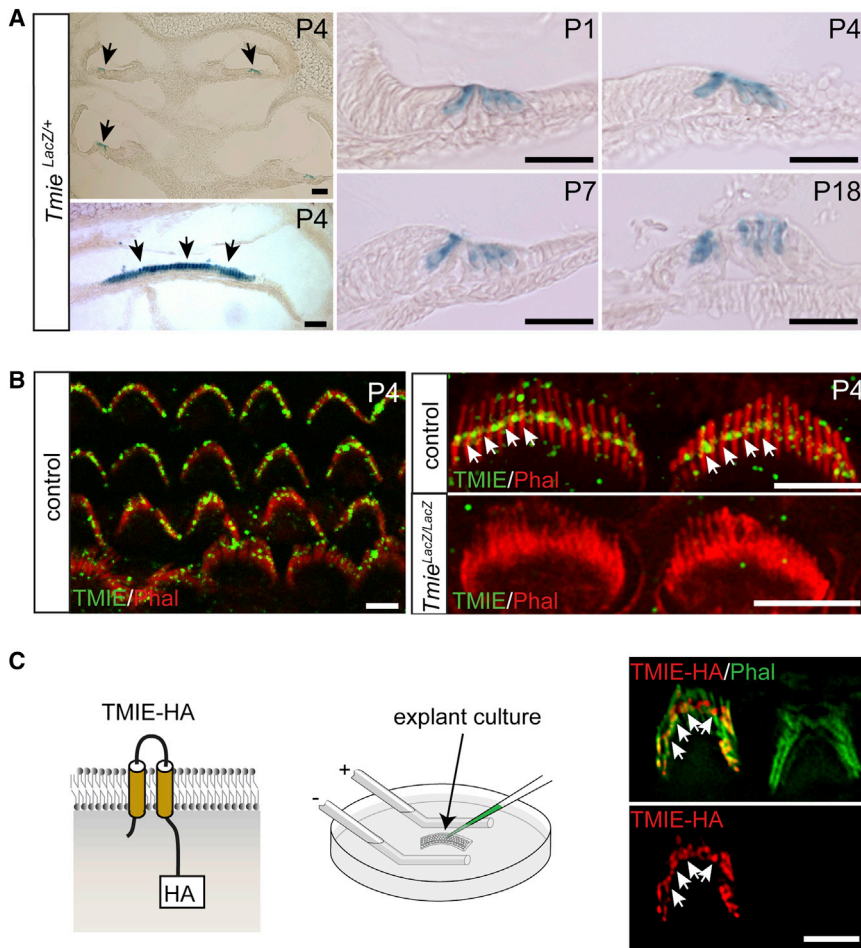 A
Tmie LacZ/+
P4
P4
P1
P4
P7
P18
B
control
P4
TMIE/Phal
control
P4
TMIE/Phal
Tmie LacZ/LacZ
TMIE/Phal
C
TMIE-HA
HA
explant culture
+
-
TMIE-HA/Phal
TMIE-HA